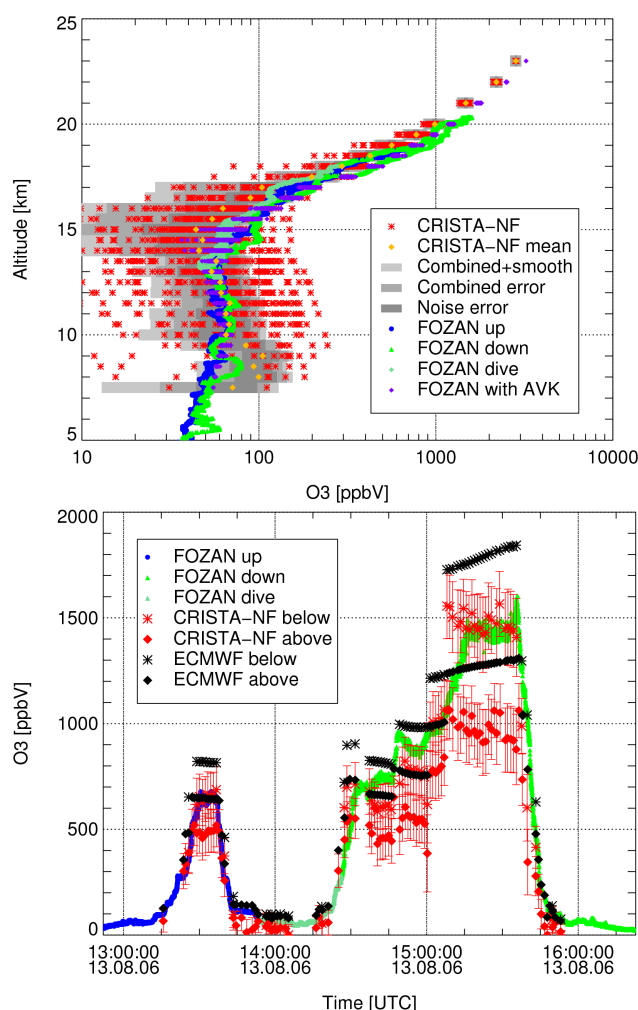 25
20
15
10
5
Altitude [km]
CRISTA-NF
CRISTA-NF mean
Combined+smooth
Combined error
Noise error
FOZAN up
FOZAN down
FOZAN dive
FOZAN with AVK
10 100 1000 10000
O3 [ppbV]
2000
1500
1000
500
0
O3 [ppbV]
FOZAN up
FOZAN down
FOZAN dive
CRISTA-NF below
CRISTA-NF above
ECMWF below
ECMWF above
13:00:00 14:00:00 15:00:00 16:00:00
13.08.06 13.08.06 13.08.06 13.08.06
Time [UTC]